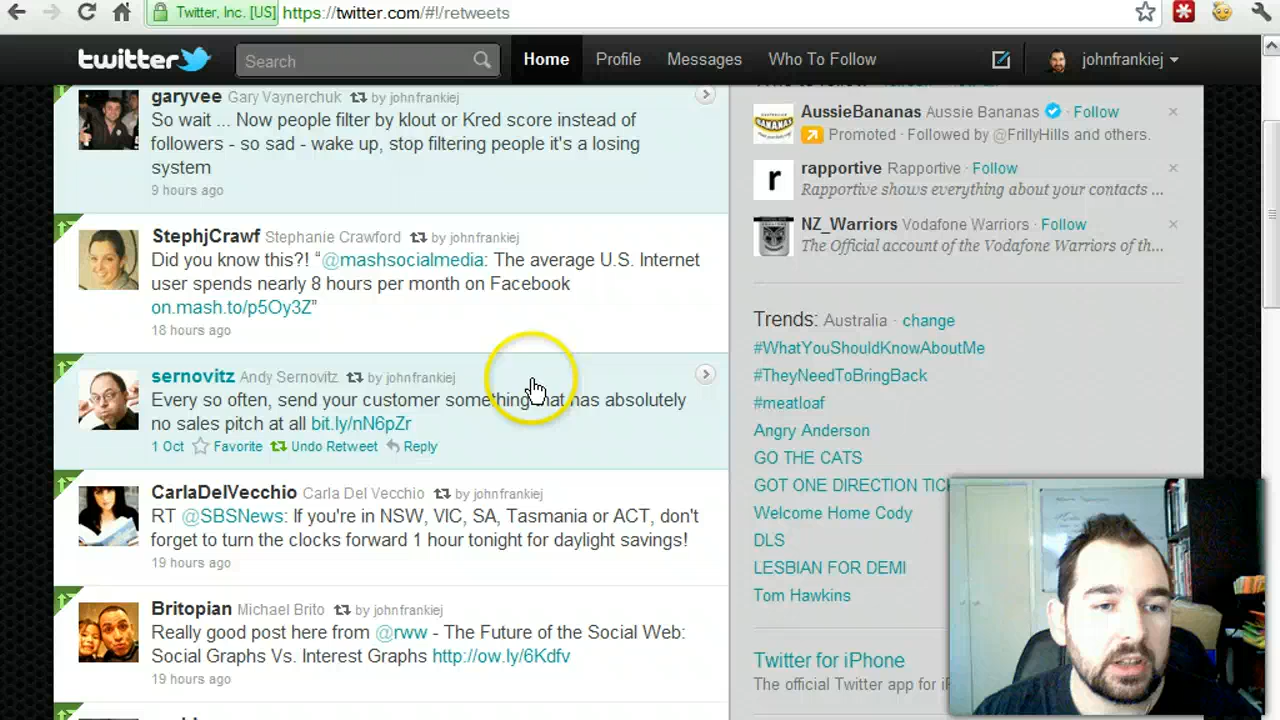 Twitter, Inc. [US] https://twitter.com/#!/retweets
twitter Search Home Profile Messages Who To Follow johnfrankiej
garyvee Gary Vaynerchuk by johnfrankiej
So wait ... Now people filter by klout or Kred score instead of
followers - so sad - wake up, stop filtering people it's a losing
system
9 hours ago
StephjCrawf Stephanie Crawford by johnfrankiej
Did you know this?! “@mashsocialmedia: The average U.S. Internet
user spends nearly 8 hours per month on Facebook
on.mash.to/p5Oy3Z”
18 hours ago
sernovitz Andy Sernovitz by johnfrankiej
Every so often, send your customer something that has absolutely
no sales pitch at all bit.ly/nN6pZr
1 Oct Favorite Undo Retweet Reply
CarlaDelVecchio Carla Del Vecchio by johnfrankiej
RT @SBSNews: If you're in NSW, VIC, SA, Tasmania or ACT, don't
forget to turn the clocks forward 1 hour tonight for daylight savings!
19 hours ago
Britopian Michael Brito by johnfrankiej
Really good post here from @rww - The Future of the Social Web:
Social Graphs Vs. Interest Graphs http://ow.ly/6Kdfv
19 hours ago
AussieBananas Aussie Bananas · Follow
Promoted · Followed by @FrillyHills and others.
rapportive Rapportive · Follow
Rapportive shows everything about your contacts ...
NZ_Warriors Vodafone Warriors · Follow
The Official account of the Vodafone Warriors of th...
Trends: Australia · change
#WhatYouShouldKnowAboutMe
#TheyNeedToBringBack
#meatloaf
Angry Anderson
GO THE CATS
GOT ONE DIRECTION TIC
Welcome Home Cody
DLS
LESBIAN FOR DEMI
Tom Hawkins
Twitter for iPhone
The official Twitter app for